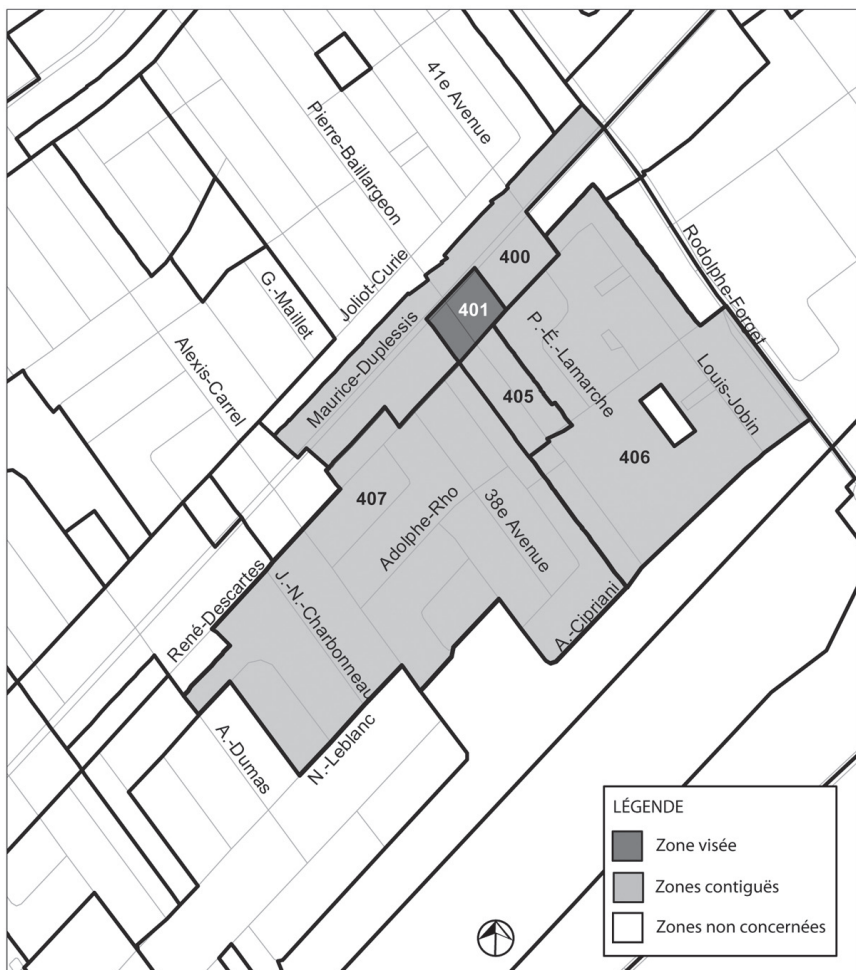 41e Avenue
Pierre-Baillargeon
Rodolphe-Forget
400
Joliot-Curie
G.-Maillet
401
P.-É.-Lamarche
Maurice-Duplessis
Alexis-Carrel
Louis-Jobin
405
406
407
Adolphe-Rho
38e Avenue
René-Descartes
J.-N.-Charbonneau
A.-Cipriani
A.-Dumas
N.-Leblanc
LÉGENDE
Zone visée
Zones contiguës
Zones non concernées